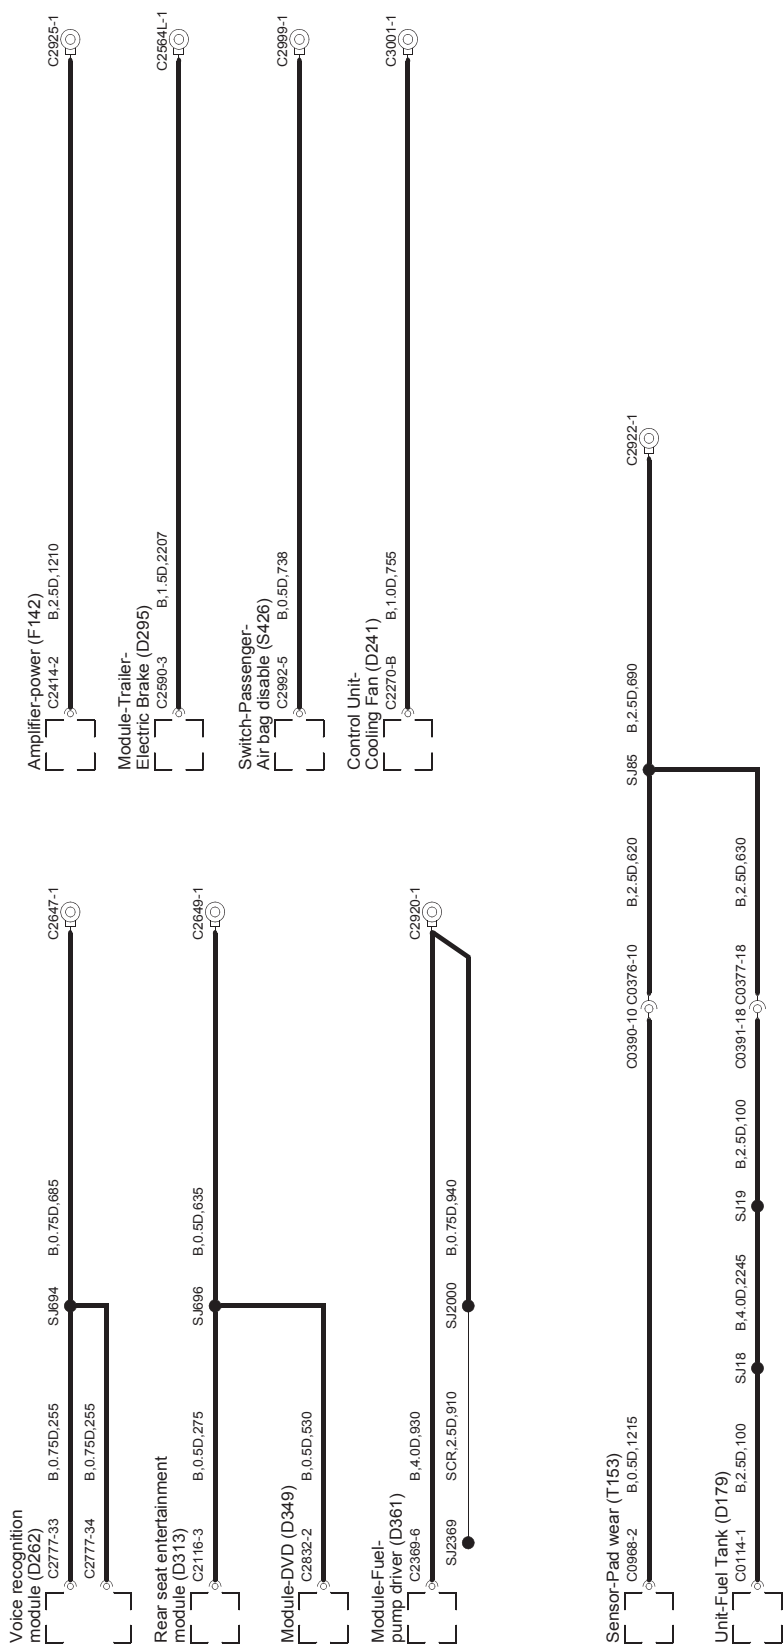 Voice recognition
module (D262)
C2777-33
B,0.75D,255
SJ694
B,0.75D,685
C2647-1
C2777-34
B,0.75D,255
Rear seat entertainment
module (D313)
C2116-3
B,0.5D,275
SJ696
B,0.5D,635
C2649-1
Module-DVD (D349)
C2832-2
B,0.5D,530
Module-Fuel-
pump driver (D361)
C2369-6
B,4.0D,930
C2920-1
SJ2369
SCR,2.5D,910
SJ2000
B,0.75D,940
Sensor-Pad wear (T153)
C0968-2
B,0.5D,1215
C0390-10
C0376-10
B,2.5D,620
SJ85
B,2.5D,690
C2922-1
Unit-Fuel Tank (D179)
C0114-1
B,2.5D,100
SJ18
B,4.0D,2245
SJ19
B,2.5D,100
C0391-18
C0377-18
B,2.5D,630
Amplifier-power (F142)
C2414-2
B,2.5D,1210
C2925-1
Module-Trailer-
Electric Brake (D295)
C2590-3
B,1.5D,2207
C2564L-1
Switch-Passenger-
Air bag disable (S426)
C2992-5
B,0.5D,738
C2999-1
Control Unit-
Cooling Fan (D241)
C2270-B
B,1.0D,755
C3001-1